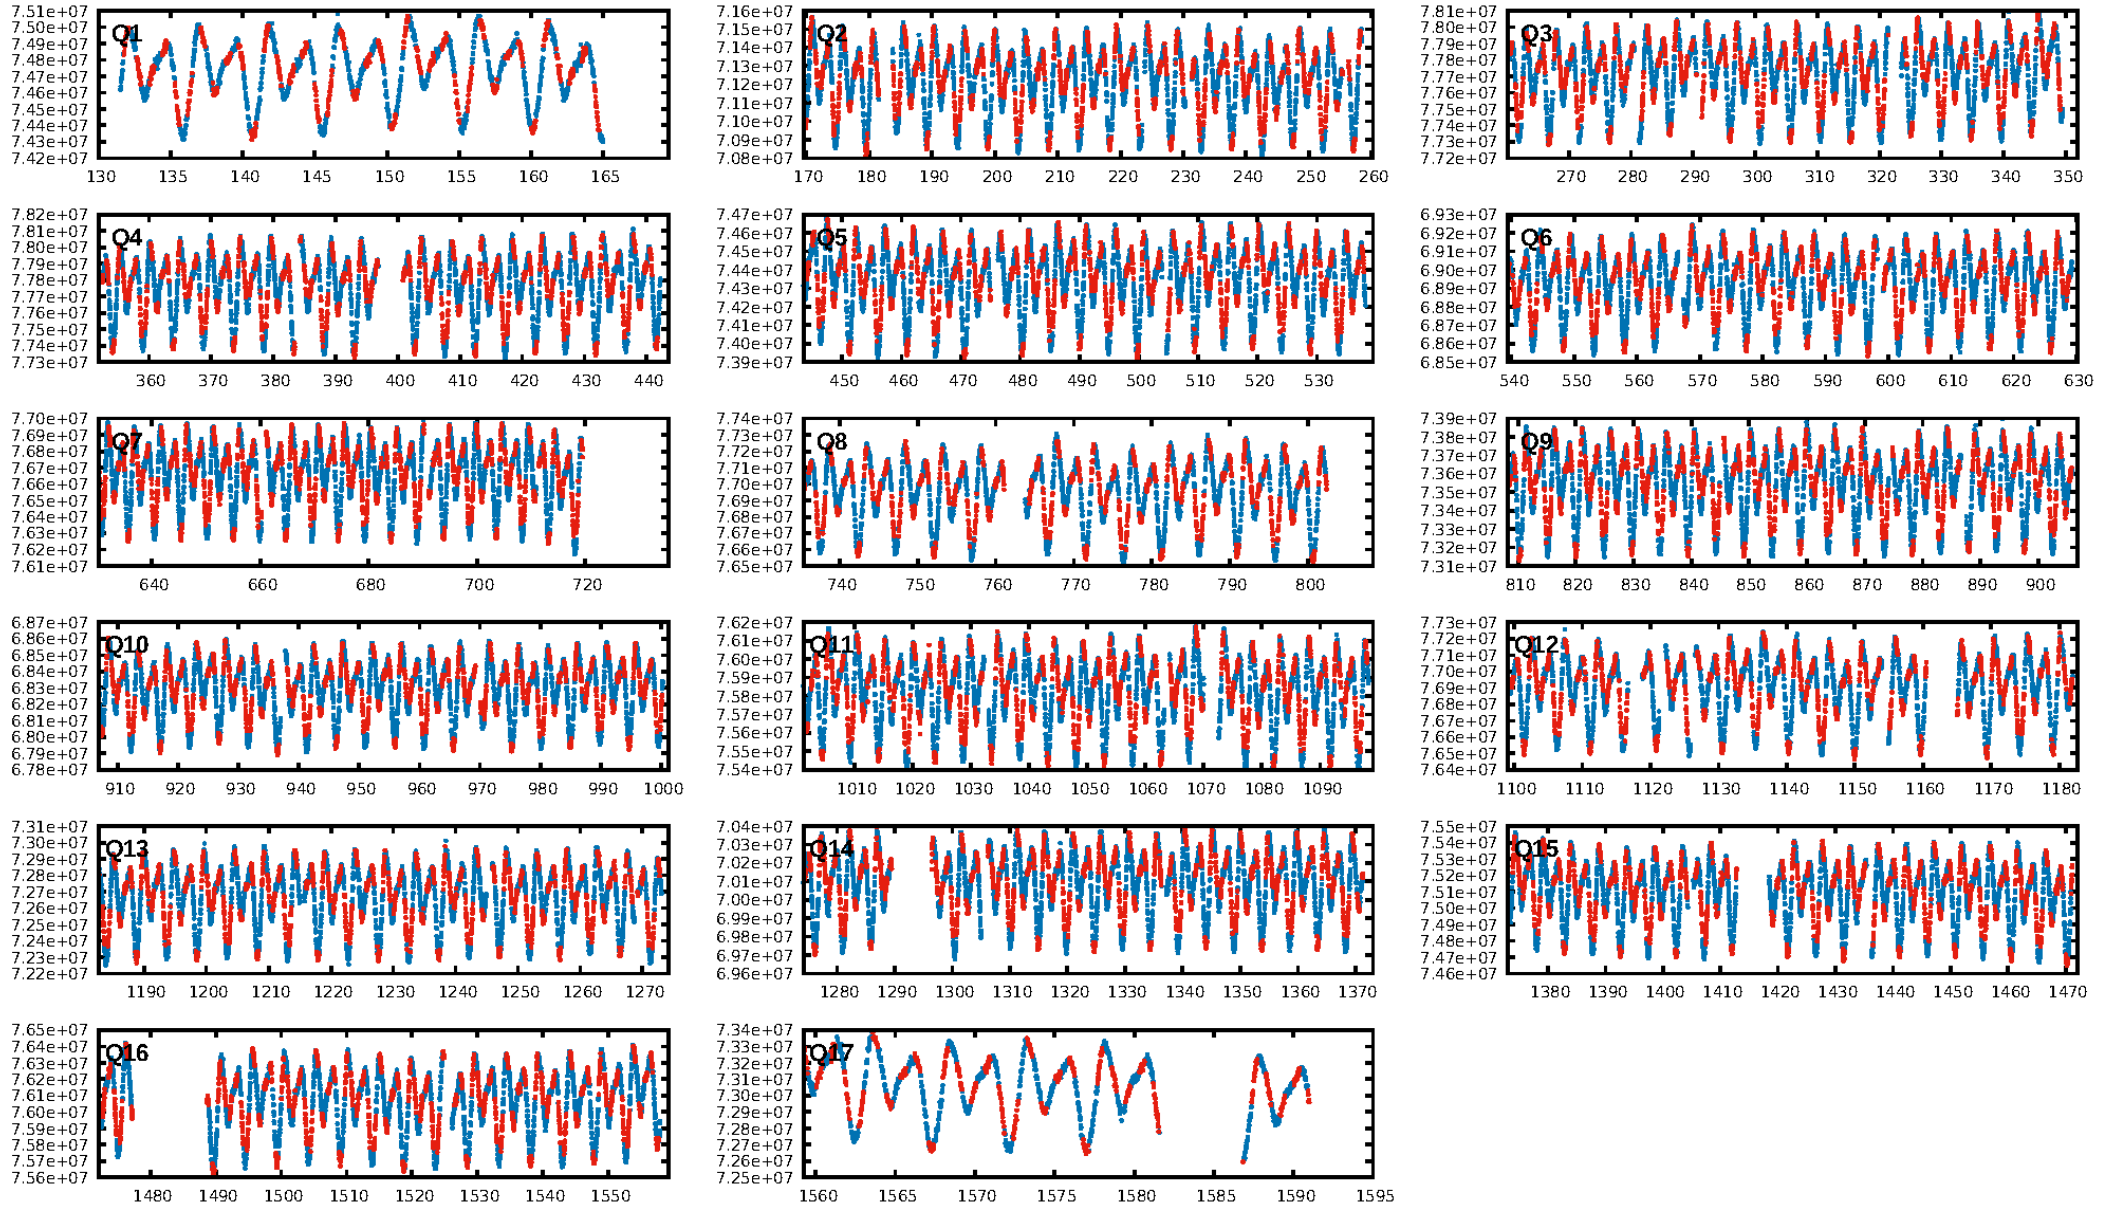 7.51e+07
7.50e+07
7.49e+07
7.48e+07
7.47e+07
7.46e+07
7.45e+07
7.44e+07
7.43e+07
7.42e+07
Q1
130 135 140 145 150 155 160 165
7.16e+07
7.15e+07
7.14e+07
7.13e+07
7.12e+07
7.11e+07
7.10e+07
7.09e+07
7.08e+07
Q2
170 180 190 200 210 220 230 240 250 260
7.81e+07
7.80e+07
7.79e+07
7.78e+07
7.77e+07
7.76e+07
7.75e+07
7.74e+07
7.73e+07
7.72e+07
Q3
270 280 290 300 310 320 330 340 350
7.82e+07
7.81e+07
7.80e+07
7.79e+07
7.78e+07
7.77e+07
7.76e+07
7.75e+07
7.74e+07
7.73e+07
Q4
360 370 380 390 400 410 420 430 440
7.47e+07
7.46e+07
7.45e+07
7.44e+07
7.43e+07
7.42e+07
7.41e+07
7.40e+07
7.39e+07
Q5
450 460 470 480 490 500 510 520 530
6.93e+07
6.92e+07
6.91e+07
6.90e+07
6.89e+07
6.88e+07
6.87e+07
6.86e+07
6.85e+07
Q6
540 550 560 570 580 590 600 610 620 630
7.70e+07
7.69e+07
7.68e+07
7.67e+07
7.66e+07
7.65e+07
7.64e+07
7.63e+07
7.62e+07
7.61e+07
Q7
640 660 680 700 720
7.74e+07
7.73e+07
7.72e+07
7.71e+07
7.70e+07
7.69e+07
7.68e+07
7.67e+07
7.66e+07
7.65e+07
Q8
740 750 760 770 780 790 800
7.39e+07
7.38e+07
7.37e+07
7.36e+07
7.35e+07
7.34e+07
7.33e+07
7.32e+07
7.31e+07
Q9
810 820 830 840 850 860 870 880 890 900
6.87e+07
6.86e+07
6.85e+07
6.84e+07
6.83e+07
6.82e+07
6.81e+07
6.80e+07
6.79e+07
6.78e+07
Q10
910 920 930 940 950 960 970 980 990 1000
7.62e+07
7.61e+07
7.60e+07
7.59e+07
7.58e+07
7.57e+07
7.56e+07
7.55e+07
7.54e+07
Q11
1010 1020 1030 1040 1050 1060 1070 1080 1090
7.73e+07
7.72e+07
7.71e+07
7.70e+07
7.69e+07
7.68e+07
7.67e+07
7.66e+07
7.65e+07
7.64e+07
Q12
1100 1110 1120 1130 1140 1150 1160 1170 1180
7.31e+07
7.30e+07
7.29e+07
7.28e+07
7.27e+07
7.26e+07
7.25e+07
7.24e+07
7.23e+07
7.22e+07
Q13
1190 1200 1210 1220 1230 1240 1250 1260 1270
7.04e+07
7.03e+07
7.02e+07
7.01e+07
7.00e+07
6.99e+07
6.98e+07
6.97e+07
6.96e+07
Q14
1280 1290 1300 1310 1320 1330 1340 1350 1360 1370
7.55e+07
7.54e+07
7.53e+07
7.52e+07
7.51e+07
7.50e+07
7.49e+07
7.48e+07
7.47e+07
7.46e+07
Q15
1380 1390 1400 1410 1420 1430 1440 1450 1460 1470
7.65e+07
7.64e+07
7.63e+07
7.62e+07
7.61e+07
7.60e+07
7.59e+07
7.58e+07
7.57e+07
7.56e+07
Q16
1480 1490 1500 1510 1520 1530 1540 1550
7.34e+07
7.33e+07
7.32e+07
7.31e+07
7.30e+07
7.29e+07
7.28e+07
7.27e+07
7.26e+07
7.25e+07
Q17
1560 1565 1570 1575 1580 1585 1590 1595